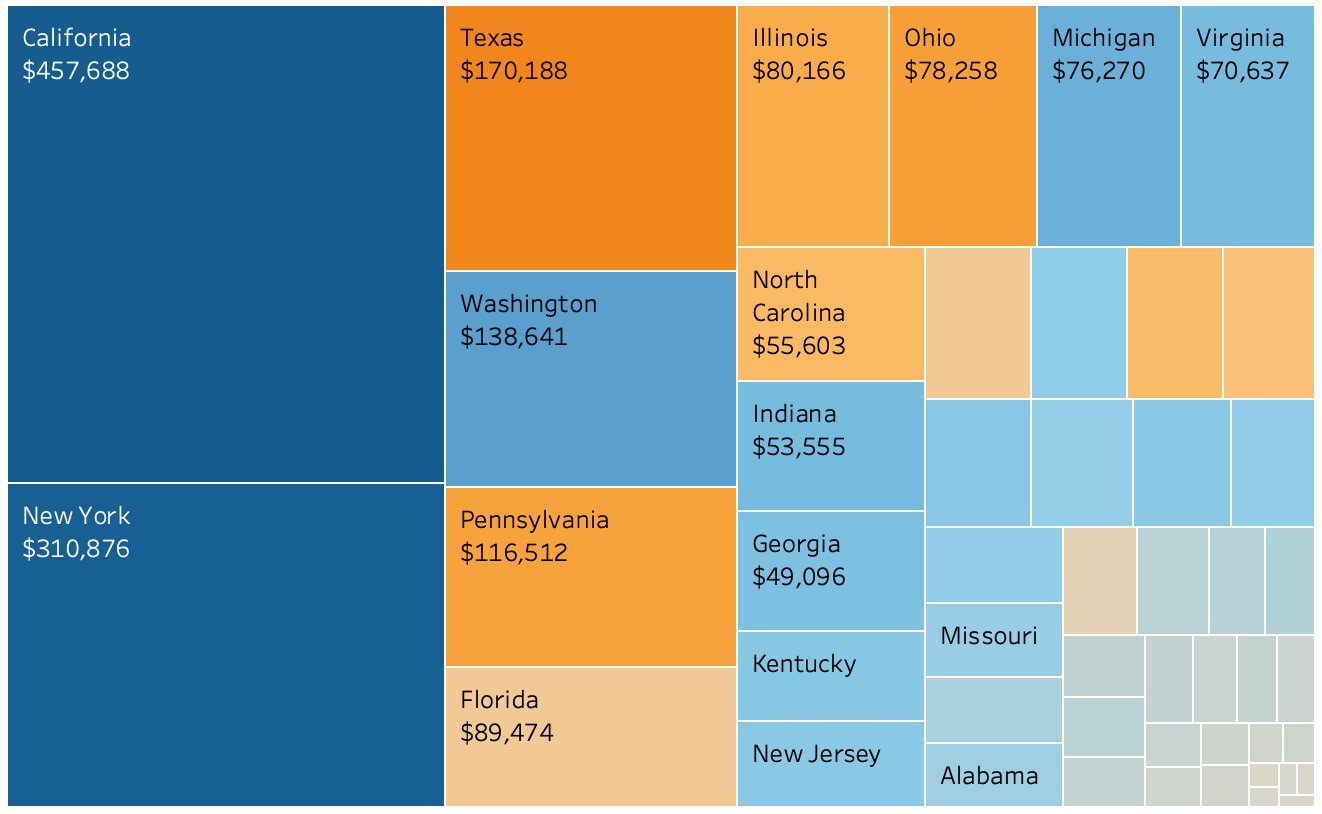 California
$457,688
New York
$310,876
Texas
$170,188
Washington
$138,641
Pennsylvania
$116,512
Florida
$89,474
Illinois
$80,166
Ohio
$78,258
Michigan
$76,270
Virginia
$70,637
North
Carolina
$55,603
Indiana
$53,555
Georgia
$49,096
Kentucky
New Jersey
Missouri
Alabama